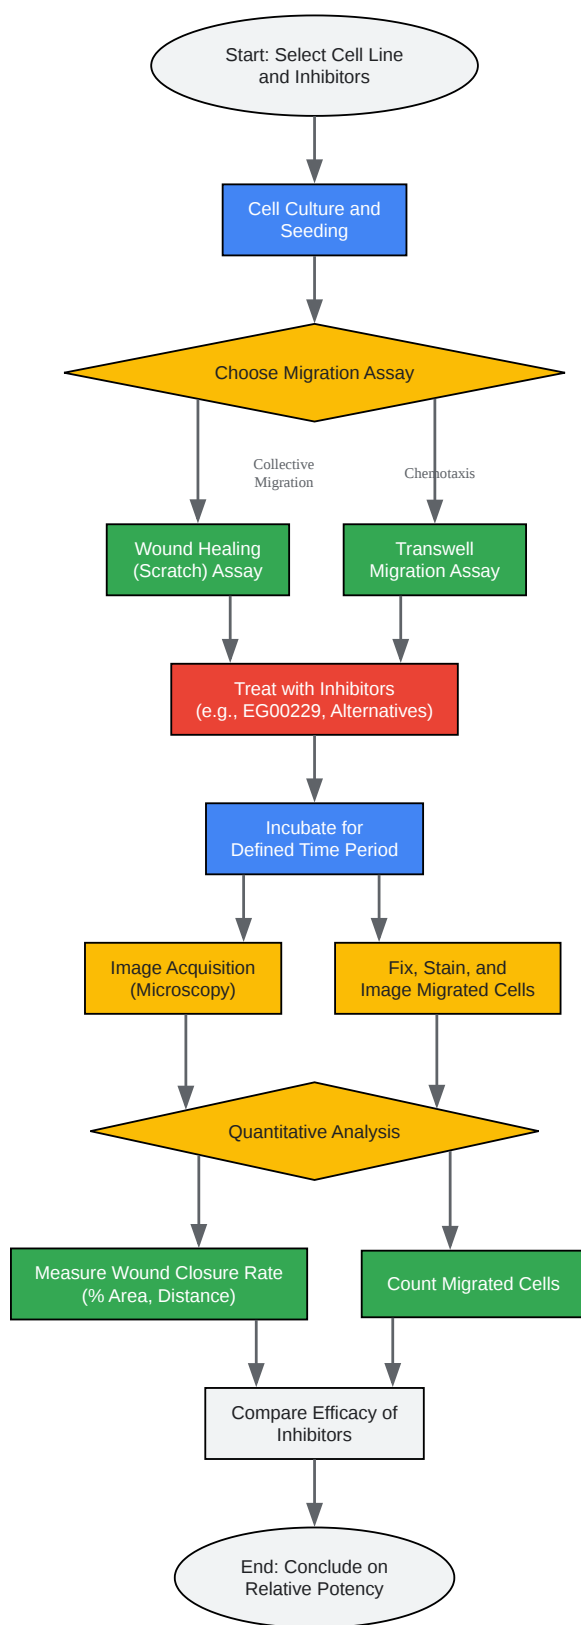 Start: Select Cell Line
and Inhibitors
Cell Culture and
Seeding
Choose Migration Assay
Collective
Migration
Chemotaxis
Wound Healing
(Scratch) Assay
Transwell
Migration Assay
Treat with Inhibitors
(e.g., EG00229, Alternatives)
Incubate for
Defined Time Period
Image Acquisition
(Microscopy)
Fix, Stain, and
Image Migrated Cells
Quantitative Analysis
Measure Wound Closure Rate
(% Area, Distance)
Count Migrated Cells
Compare Efficacy of
Inhibitors
End: Conclude on
Relative Potency